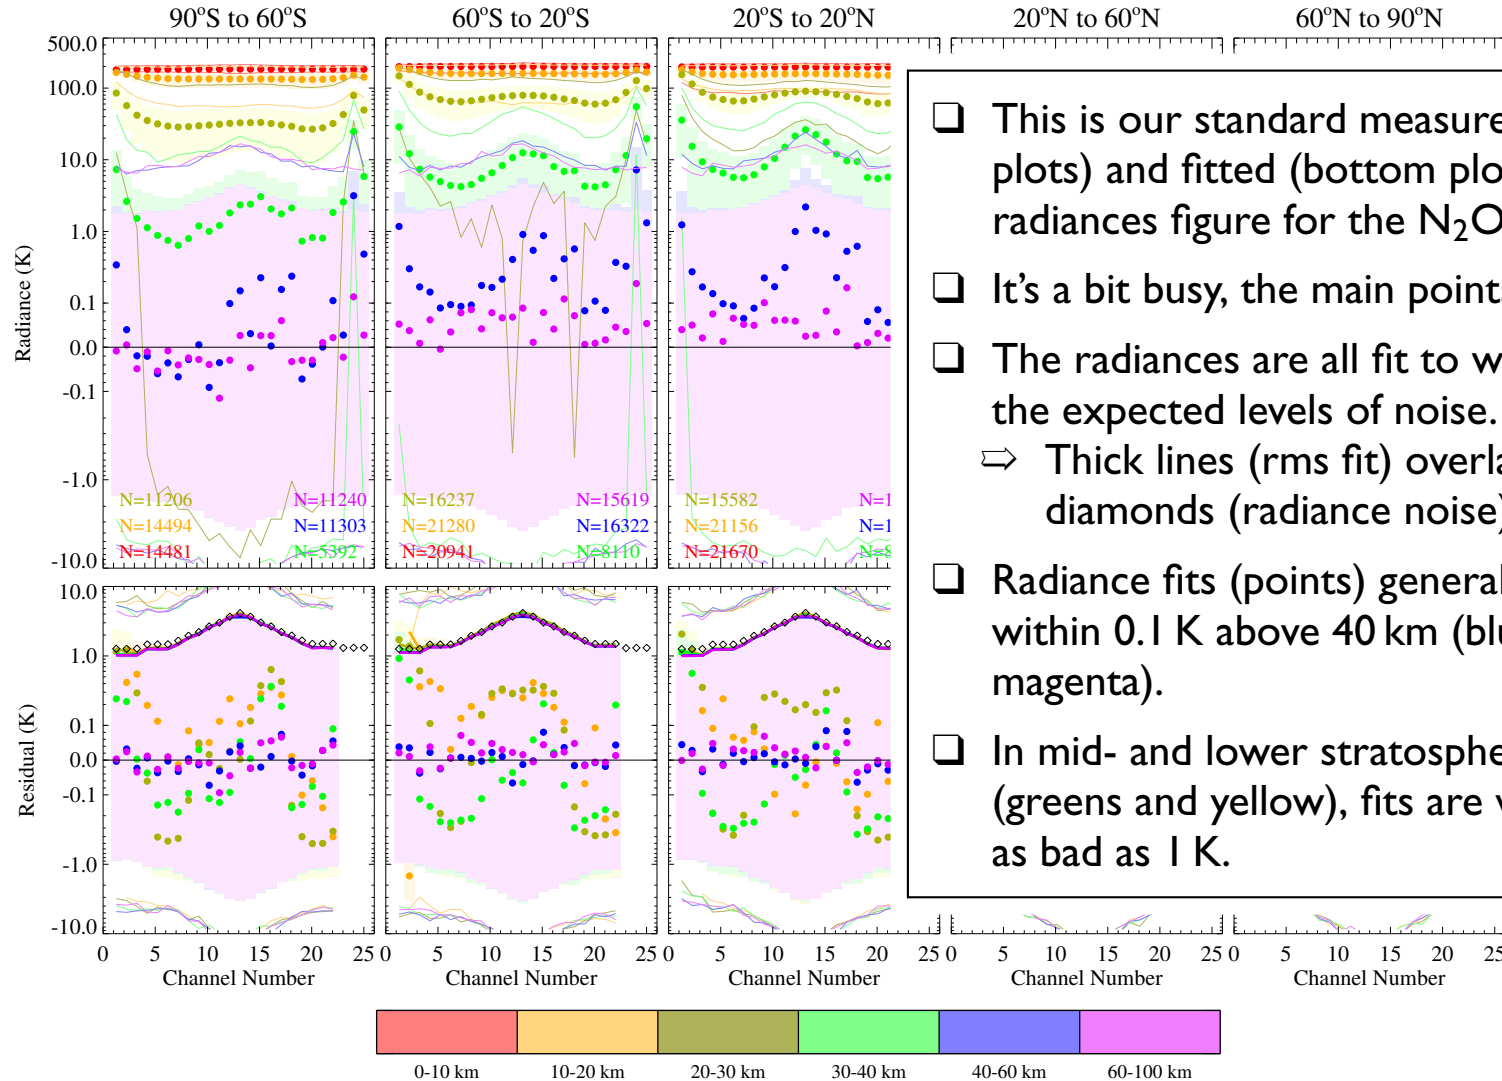 90°S to 60°S
60°S to 20°S
20°S to 20°N
20°N to 60°N
60°N to 90°N
Radiance (K)
500.0
100.0
10.0
1.0
0.1
0.0
-0.1
-1.0
-10.0
N=11206
N=14494
N=14481
N=11240
N=11303
N=5392
N=16237
N=21280
N=20941
N=15619
N=16322
N=8110
N=15582
N=21156
N=21670
N=1
N=1
N=8
❑ This is our standard measure
plots) and fitted (bottom plo
radiances figure for the N₂O
❑ It's a bit busy, the main point
❑ The radiances are all fit to w
the expected levels of noise.
⇨ Thick lines (rms fit) overla
diamonds (radiance noise)
❑ Radiance fits (points) general
within 0.1 K above 40 km (blu
magenta).
❑ In mid- and lower stratosphe
(greens and yellow), fits are v
as bad as 1 K.
Residual (K)
10.0
1.0
0.1
0.0
-0.1
-1.0
-10.0
0 5 10 15 20
0 5 10 15 20
0 5 10 15 20 25
0 5 10 15 20
25 0 5 10 15 20 25
Channel Number
Channel Number
Channel Number
Channel Number
Channel Number
0-10 km
10-20 km
20-30 km
30-40 km
40-60 km
60-100 km